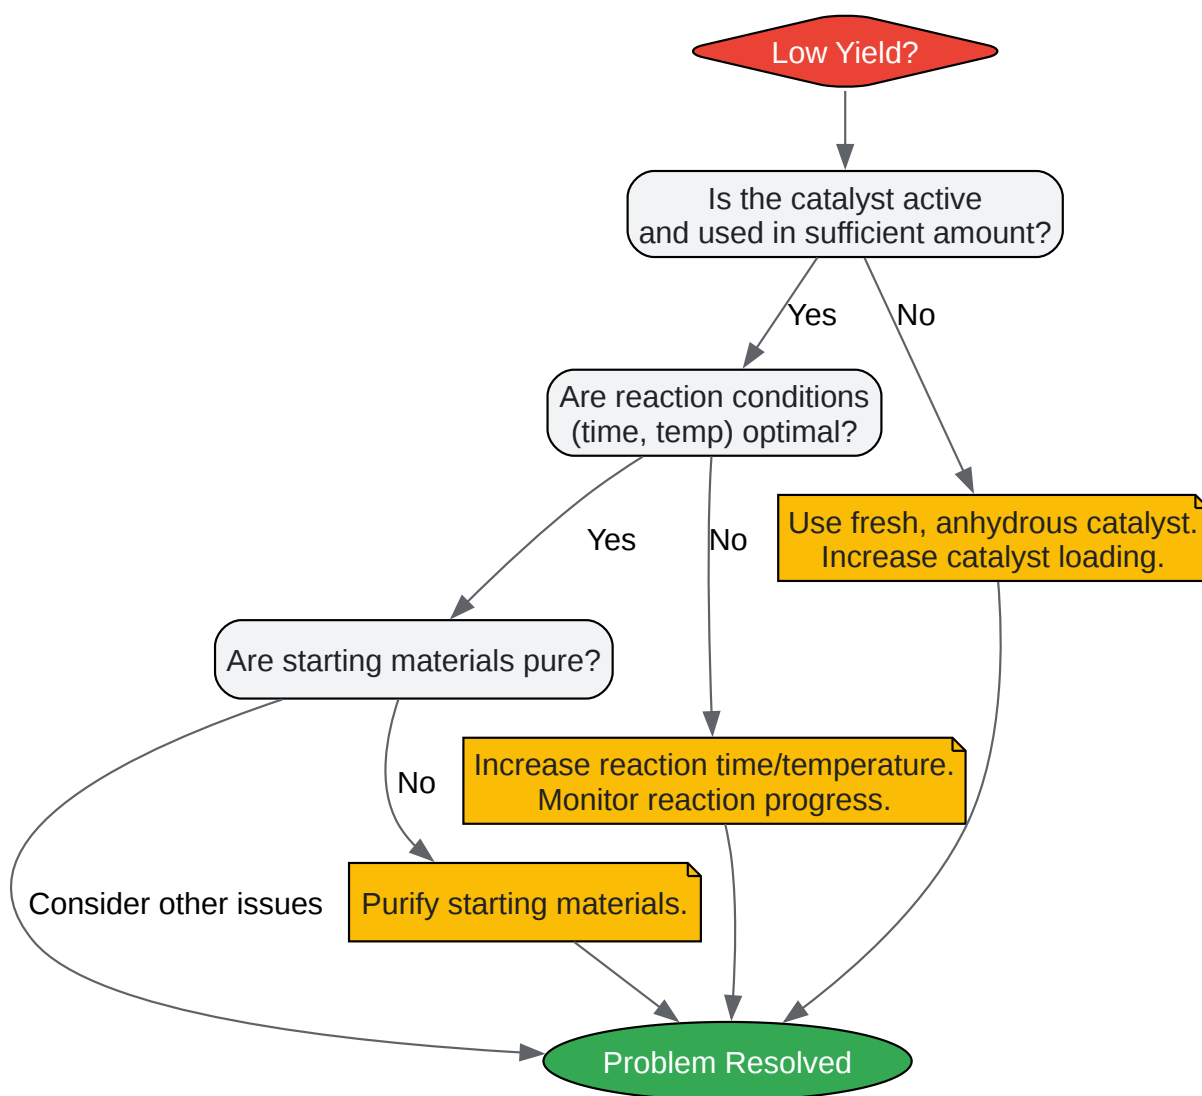 Low Yield?
Is the catalyst active
and used in sufficient amount?
Yes
No
Are reaction conditions
(time, temp) optimal?
Use fresh, anhydrous catalyst.
Increase catalyst loading.
Yes
No
Are starting materials pure?
Increase reaction time/temperature.
Monitor reaction progress.
No
Consider other issues
Purify starting materials.
Problem Resolved